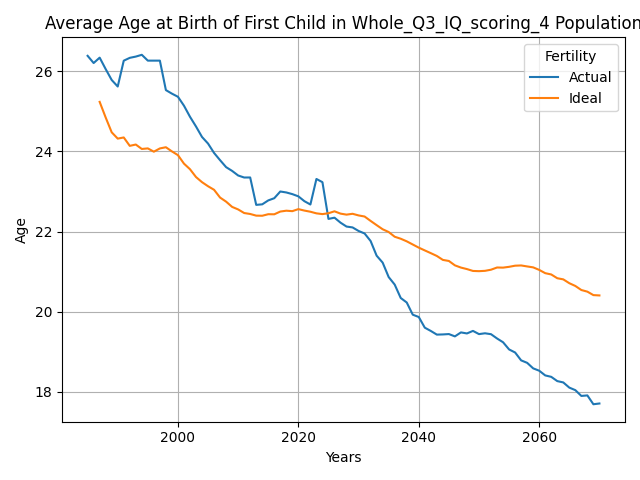 Average Age at Birth of First Child in Whole_Q3_IQ_scoring_4 Population
Fertility
Actual
Ideal
Age
26
24
22
20
18
2000
2020
2040
2060
Years